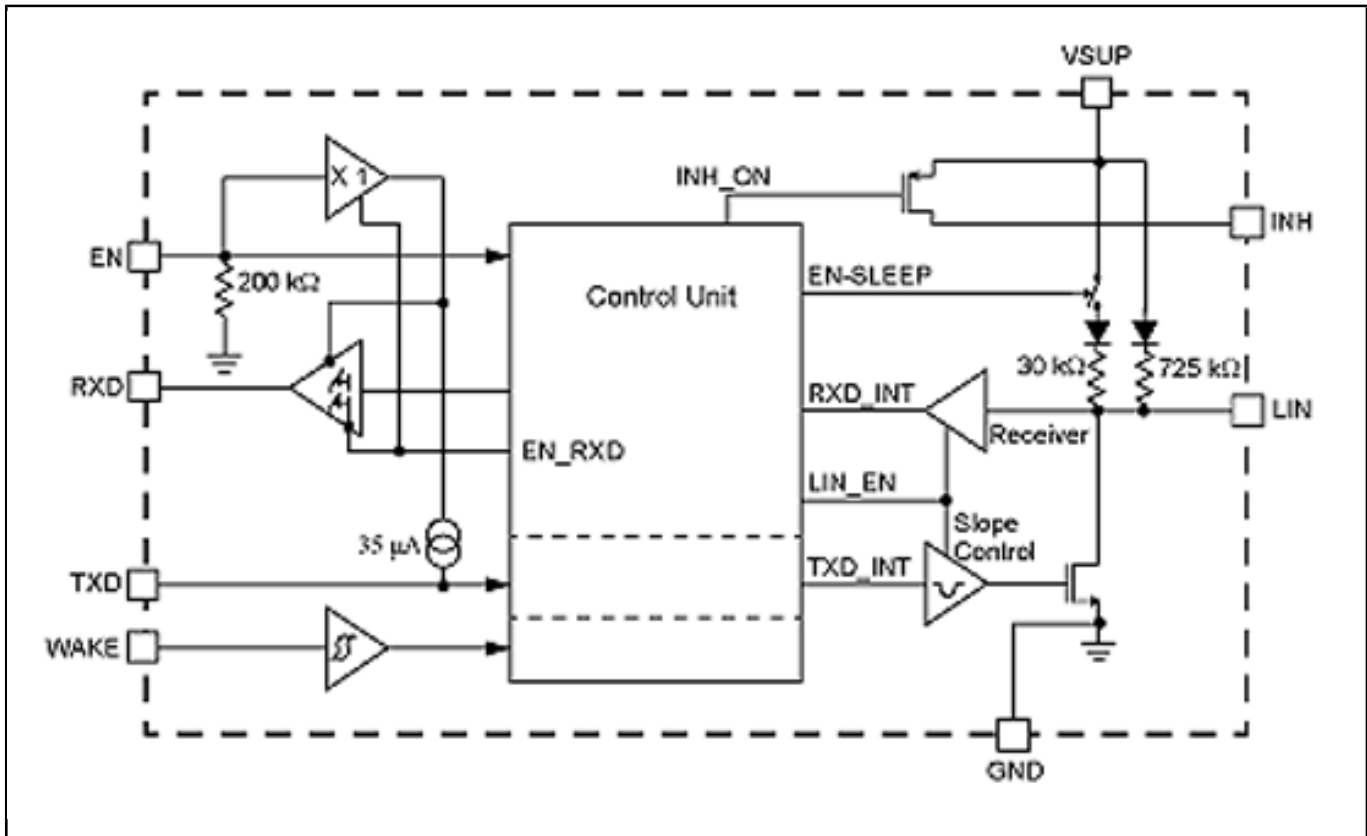 VSUP
X 1
INH_ON
INH
EN
200 kΩ
EN-SLEEP
Control Unit
30 kΩ
725 kΩ
RXD
RXD_INT
LIN
Receiver
EN_RXD
LIN_EN
35 µA
Slope
Control
TXD
TXD_INT
WAKE
GND